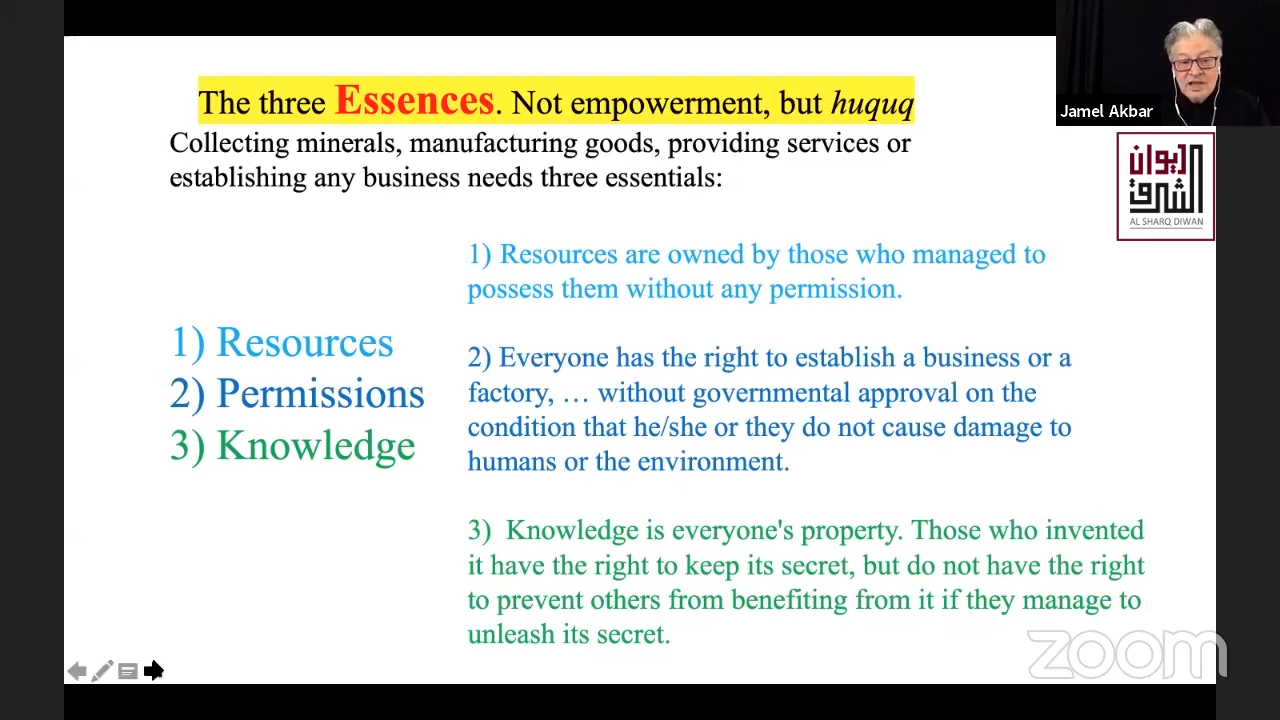 The three Essences. Not empowerment, but huquq
Collecting minerals, manufacturing goods, providing services or
establishing any business needs three essentials:
1) Resources
2) Permissions
3) Knowledge
1) Resources are owned by those who managed to
possess them without any permission.
2) Everyone has the right to establish a business or a
factory, … without governmental approval on the
condition that he/she or they do not cause damage to
humans or the environment.
3) Knowledge is everyone's property. Those who invented
it have the right to keep its secret, but do not have the right
to prevent others from benefiting from it if they manage to
unleash its secret.
Jamel Akbar
ديوان
الشرق
AL SHARQ DIWAN
zoom